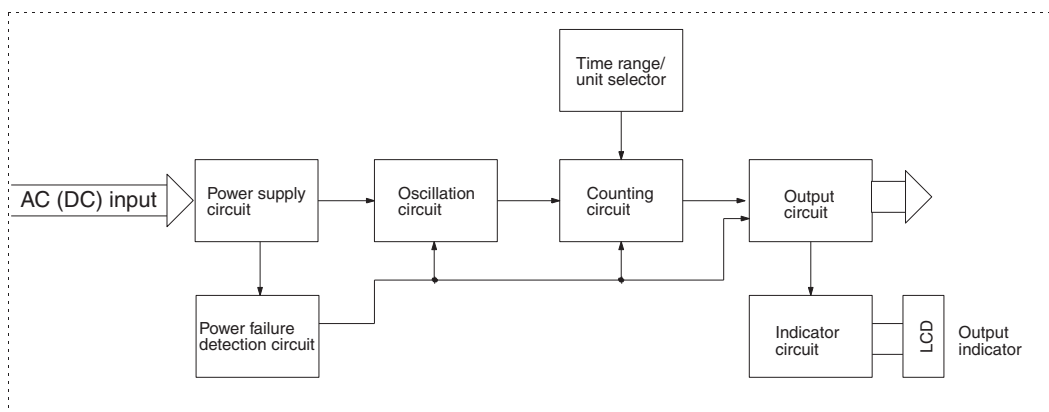 Time range/
unit selector
AC (DC) input
Power supply
circuit
Oscillation
circuit
Counting
circuit
Output
circuit
Power failure
detection circuit
Indicator
circuit
LCD
Output
indicator